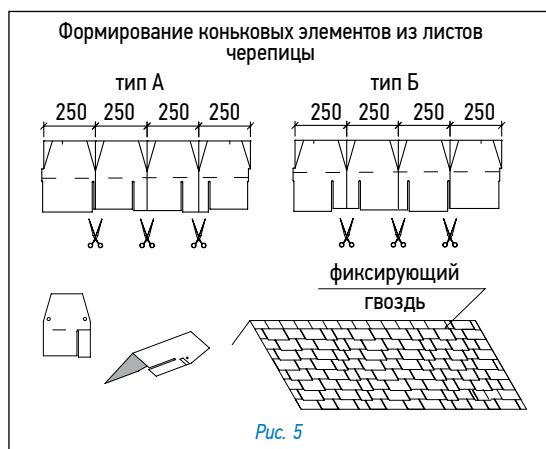 Формирование коньковых элементов из листов
черепицы
тип А
тип Б
250 250 250 250
250 250 250 250
фиксирующий
гвоздь
Рис. 5